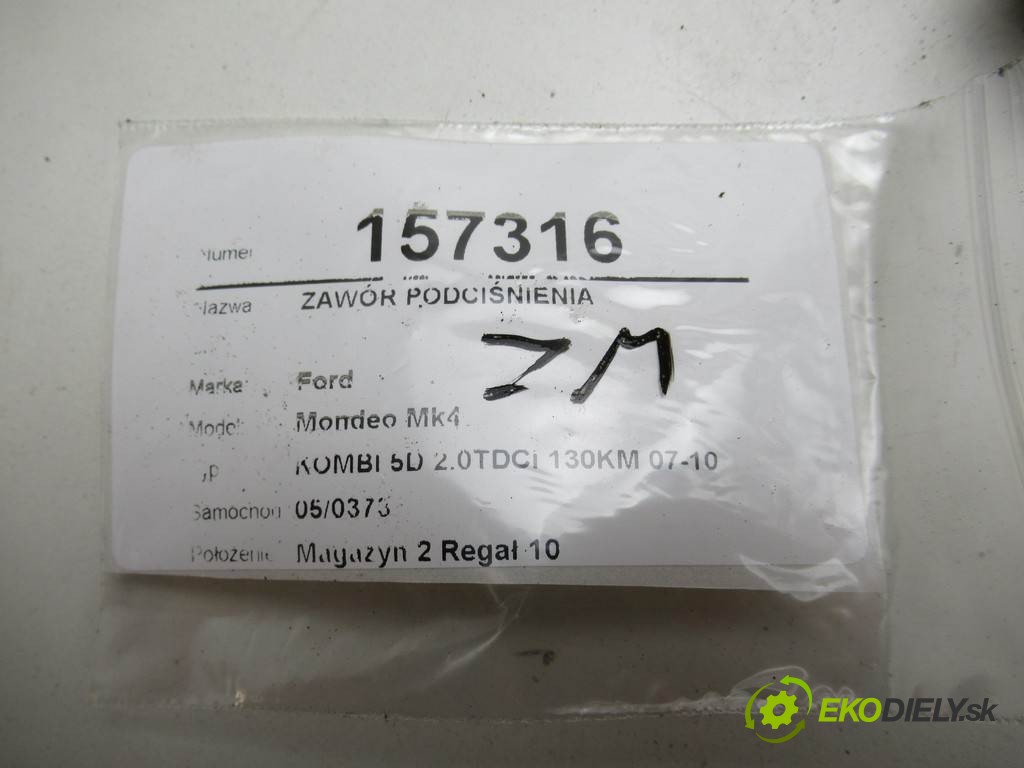 Numer 157316
Nazwa ZAWÓR PODCIŚNIENIA
ZM
Marka Ford
Model Mondeo Mk4
KOMBI 5D 2.0TDCI 130KM 07-10
Samochód 05/0373
Położenie Magazyn 2 Regał 10
EKODIELY.sk